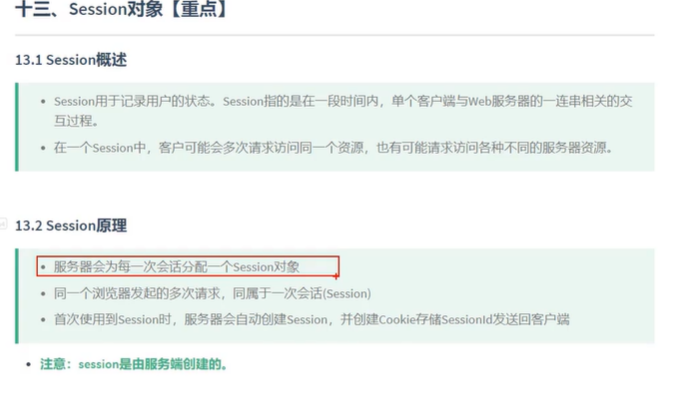 十三、Session对象【重点】
13.1 Session概述
• Session用于记录用户的状态。Session指的是在一段时间内，单个客户端与Web服务器的一连串相关的交
互过程。
• 在一个Session中，客户可能会多次请求访问同一个资源，也有可能请求访问各种不同的服务器资源。
13.2 Session原理
• 服务器会为每一次会话分配一个Session对象
• 同一个浏览器发起的多次请求，同属于一次会话(Session)
• 首次使用到Session时，服务器会自动创建Session，并创建Cookie存储SessionId发送回客户端
• 注意：session是由服务端创建的。